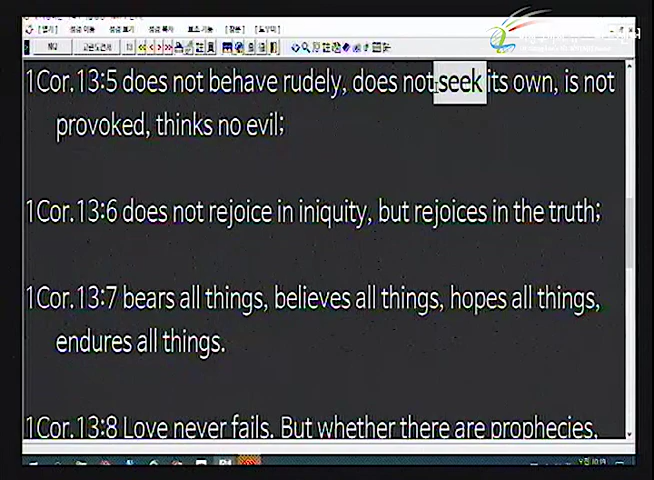 1Cor.13:5 does not behave rudely, does not seek its own, is not
provoked, thinks no evil;
1Cor.13:6 does not rejoice in iniquity, but rejoices in the truth;
1Cor.13:7 bears all things, believes all things, hopes all things,
endures all things.
1Cor.13:8 Love never fails. But whether there are prophecies,